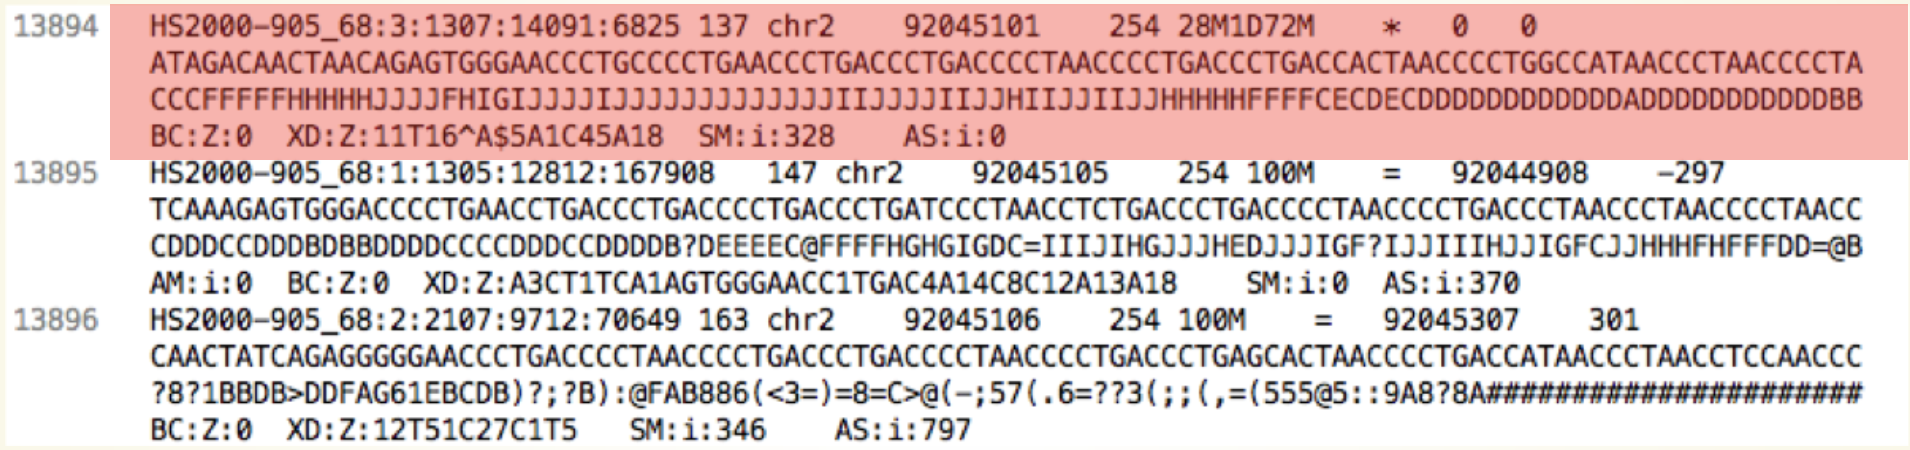 13894 HS2000-905_68:3:1307:14091:6825 137 chr2 92045101 254 28M1D72M * 0 0
ATAGACAACTAACAGAGTGGGAACCCTGCCCCTGAACCCTGACCCTGACCCCTAACCCCTGACCCTGACCACTAACCCCTGGCCATAACCCTAACCCCTA
CCCFFFFFHHHHHJJJJFHIGIJJJJIJJJJJJJJJJJJJIIJJJJIIJJHIIJJIIJJHHHHHFFFFCECDECDDDDDDDDDDDDADDDDDDDDDDDBB
BC:Z:0 XD:Z:11T16^A$5A1C45A18 SM:i:328 AS:i:0
13895 HS2000-905_68:1:1305:12812:167908 147 chr2 92045105 254 100M = 92044908 -297
TCAAAGAGTGGGACCCCTGAACCTGACCCTGACCCCTGACCCTGATCCCTAACCTCTGACCCTGACCCCTAACCCCTGACCCTAACCCTAACCCCTAACC
CDDDCCDDDBDBBDDDDCCCCDDDCCDDDDB?DEEEEC@FFFFHGHGIGDC=IIIJIHGJJJHEDJJJIGF?IJJIIIHJJIGFCJJHHHFHFFFDD=@B
AM:i:0 BC:Z:0 XD:Z:A3CT1TCA1AGTGGGAACC1TGAC4A14C8C12A13A18 SM:i:0 AS:i:370
13896 HS2000-905_68:2:2107:9712:70649 163 chr2 92045106 254 100M = 92045307 301
CAACTATCAGAGGGGGAACCCTGACCCCTAACCCCTGACCCTGACCCCTAACCCCTGACCCTGAGCACTAACCCCTGACCATAACCCTAACCTCCAACCC
?8?1BBDB>DDFAG61EBCDB)?;?B):@FAB886(<3=)=8=C>@(-;57(.6=??3(;;(,=(555@5::9A8?8A######################
BC:Z:0 XD:Z:12T51C27C1T5 SM:i:346 AS:i:797